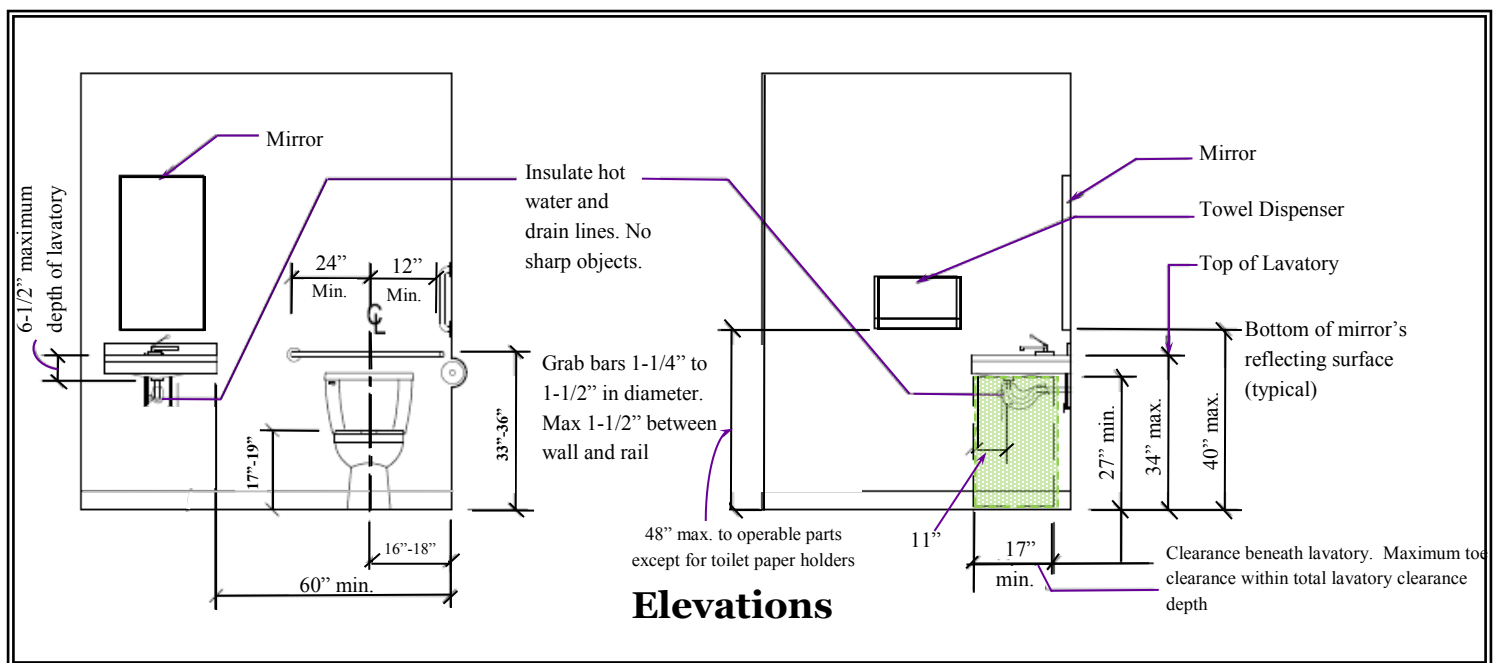 Mirror
6-1/2” maximum
depth of lavatory
24”
Min.
12”
Min.
CL
17”-19”
33”-36”
16”-18”
60” min.
Insulate hot
water and
drain lines. No
sharp objects.
Grab bars 1-1/4” to
1-1/2” in diameter.
Max 1-1/2” between
wall and rail
48” max. to operable parts
except for toilet paper holders
Mirror
Towel Dispenser
Top of Lavatory
Bottom of mirror’s
reflecting surface
(typical)
27” min.
34” max.
40” max.
11”
17”
min.
Clearance beneath lavatory. Maximum toe
clearance within total lavatory clearance
depth
Elevations